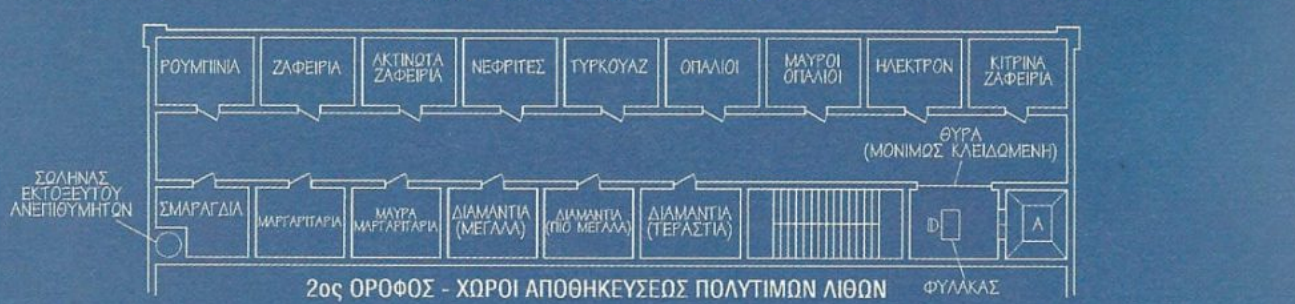 ΡΟΥΜΠΙΝΙΑ
ΖΑΦΕΙΡΙΑ
ΑΚΤΙΝΩΤΑ
ΖΑΦΕΙΡΙΑ
ΝΕΦΡΙΤΕΣ
ΤΥΡΚΟΥΑΖ
ΟΠΑΛΙΟΙ
ΜΑΥΡΟΙ
ΟΠΑΛΙΟΙ
ΗΛΕΚΤΡΟΝ
ΚΙΤΡΙΝΑ
ΖΑΦΕΙΡΙΑ
ΘΥΡΑ
(ΜΟΝΙΜΩΣ ΚΛΕΙΔΩΜΕΝΗ)
ΣΩΛΗΝΑΣ
ΕΚΤΟΞΕΥΤΟΥ
ΑΝΕΠΙΘΥΜΗΤΩΝ
ΣΜΑΡΑΓΔΙΑ
ΜΑΡΓΑΡΙΤΑΡΙΑ
ΜΑΥΡΑ
ΜΑΡΓΑΡΙΤΑΡΙΑ
ΔΙΑΜΑΝΤΙΑ
(ΜΕΓΑΛΑ)
ΔΙΑΜΑΝΤΙΑ
(ΠΙΟ ΜΕΓΑΛΑ)
ΔΙΑΜΑΝΤΙΑ
(ΤΕΡΑΣΤΙΑ)
Α
ΦΥΛΑΚΑΣ
2ος ΟΡΟΦΟΣ - ΧΩΡΟΙ ΑΠΟΘΗΚΕΥΣΕΩΣ ΠΟΛΥΤΙΜΩΝ ΛΙΘΩΝ